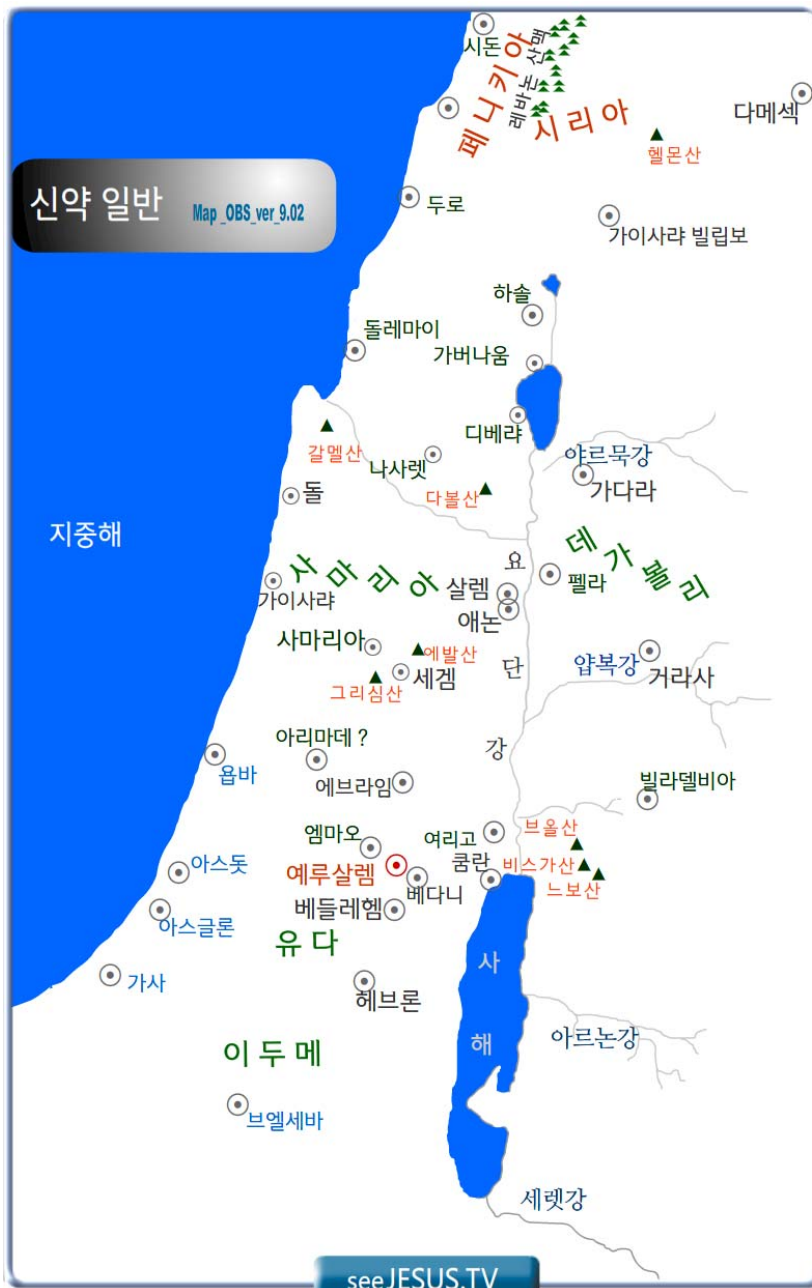 시돈
페니키아
레바논 산맥
시리아
다메섹
헬몬산
신약 일반 Map_OBS_ver_9.02
두로
가이사랴 빌립보
하솔
돌레마이
가버나움
디베랴
갈멜산
나사렛
야르묵강
다볼산
가다라
돌
지중해
데가볼리
사마리아
요단강
가이사랴
살렘
펠라
애논
사마리아
에발산
세겜
얍복강
거라사
그리심산
아리마데 ?
욥바
에브라임
빌라델비아
엠마오
여리고
브올산
아스돗
예루살렘
쿰란
비스가산
베다니
느보산
아스글론
베들레헴
유다
사해
가사
헤브론
아르논강
이두메
브엘세바
세렛강
seeJESUS.TV